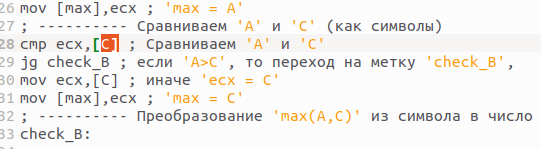 26 mov [max],ecx ; 'max = A'
27 ; ---------- Сравниваем 'A' и 'C' (как символы)
28 cmp ecx,[C] ; Сравниваем 'A' и 'C'
29 jg check_B ; если 'A>C', то переход на метку 'check_B',
30 mov ecx,[C] ; иначе 'ecx = C'
31 mov [max],ecx ; 'max = C'
32 ; ---------- Преобразование 'max(A,C)' из символа в число
33 check_B: